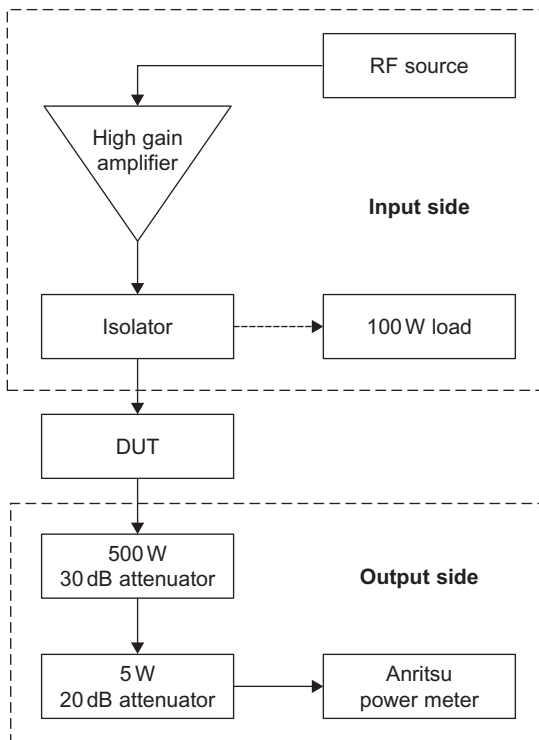 RF source
High gain
amplifier
Input side
Isolator
100 W load
DUT
500 W
30 dB attenuator
Output side
5 W
20 dB attenuator
Anritsu
power meter